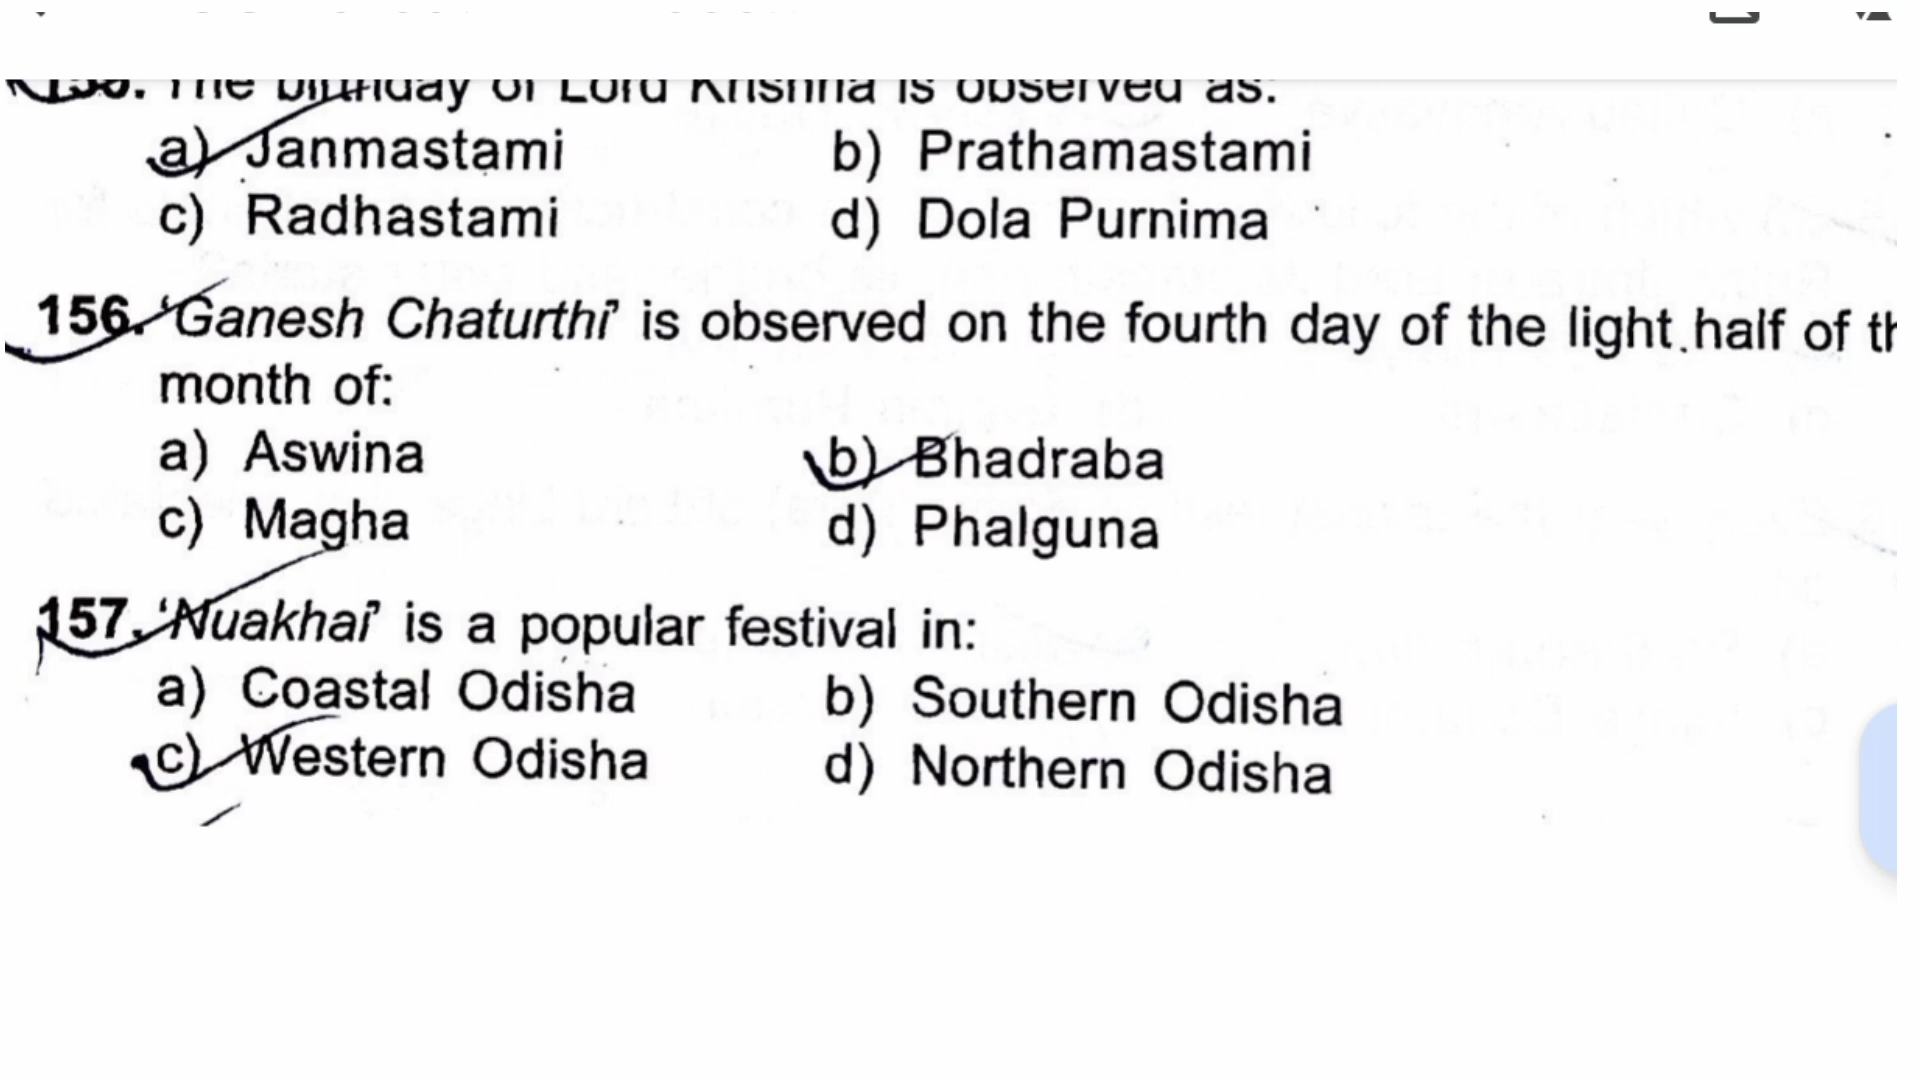 The birthday of Lord Krishna is observed as:
a) Janmastami b) Prathamastami
c) Radhastami d) Dola Purnima
156. 'Ganesh Chaturthi' is observed on the fourth day of the light half of th
month of:
a) Aswina b) Bhadraba
c) Magha d) Phalguna
157. 'Nuakhai' is a popular festival in:
a) Coastal Odisha b) Southern Odisha
c) Western Odisha d) Northern Odisha